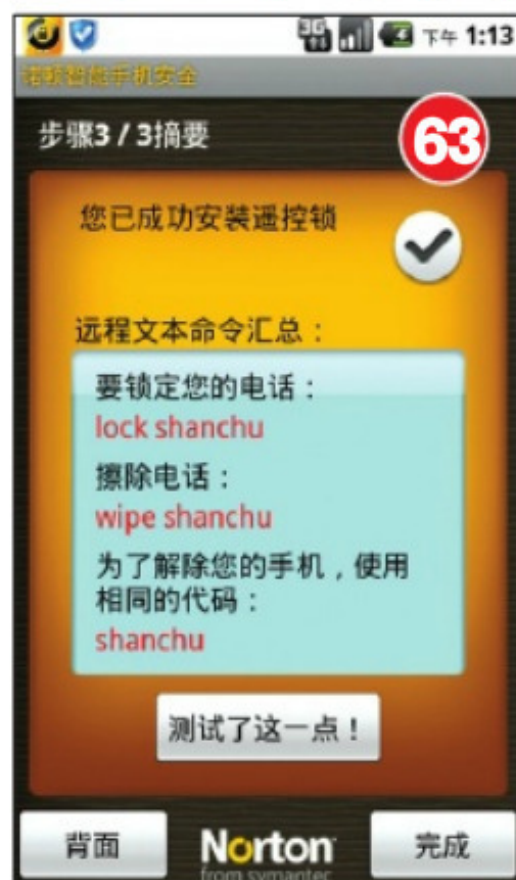 3G 下午 1:13
诺顿智能手机安全
步骤3 / 3摘要
63
您已成功安装遥控锁
远程文本命令汇总：
要锁定您的电话：
lock shanchu
擦除电话：
wipe shanchu
为了解除您的手机，使用
相同的代码：
shanchu
测试了这一点！
背面
Norton
from symantec
完成